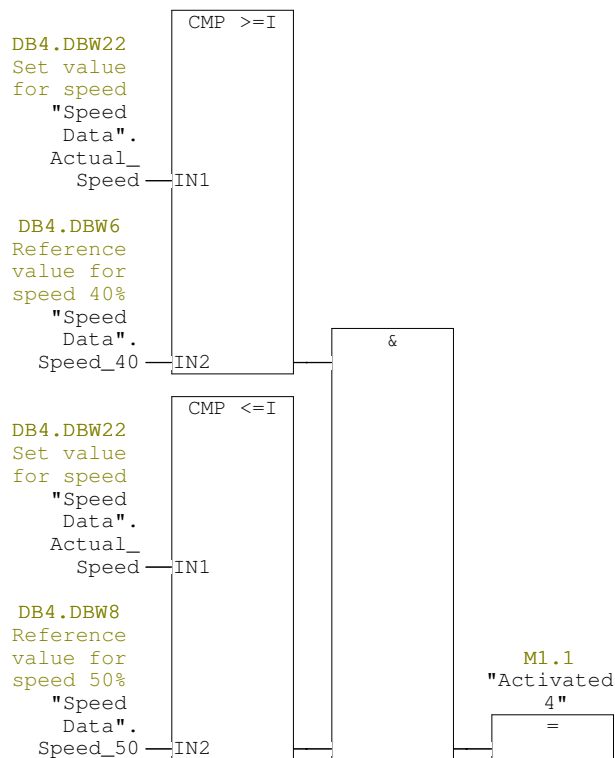 CMP >=I
DB4.DBW22
Set value
for speed
"Speed
Data".
Actual_
Speed
IN1
DB4.DBW6
Reference
value for
speed 40%
"Speed
Data".
Speed_40
IN2
&
CMP <=I
DB4.DBW22
Set value
for speed
"Speed
Data".
Actual_
Speed
IN1
DB4.DBW8
Reference
value for
speed 50%
"Speed
Data".
Speed_50
IN2
M1.1
"Activated
4"
=